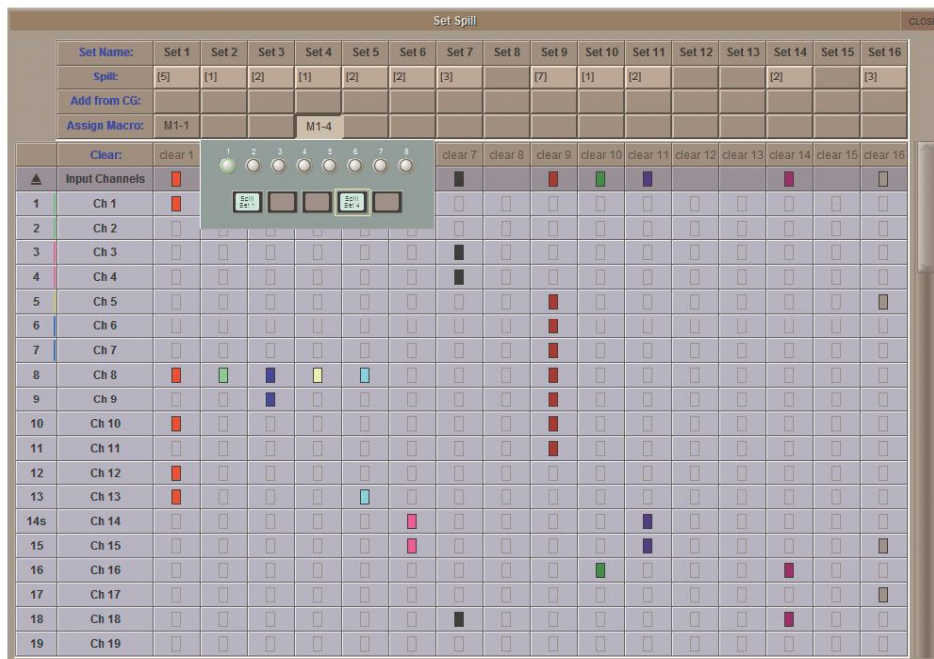 Set Spill CLOS
Set Name: Set 1 Set 2 Set 3 Set 4 Set 5 Set 6 Set 7 Set 8 Set 9 Set 10 Set 11 Set 12 Set 13 Set 14 Set 15 Set 16
Spill: [5] [1] [2] [1] [2] [2] [3] [7] [1] [2] [2] [3]
Add from CG:
Assign Macro: M1-1 M1-4
Clear: clear 1 clear 7 clear 8 clear 9 clear 10 clear 11 clear 12 clear 13 clear 14 clear 15 clear 16
1 2 3 4 5 6 7 8
Input Channels
Spill Set 1 Spill Set 4
1 Ch 1
2 Ch 2
3 Ch 3
4 Ch 4
5 Ch 5
6 Ch 6
7 Ch 7
8 Ch 8
9 Ch 9
10 Ch 10
11 Ch 11
12 Ch 12
13 Ch 13
14s Ch 14
15 Ch 15
16 Ch 16
17 Ch 17
18 Ch 18
19 Ch 19